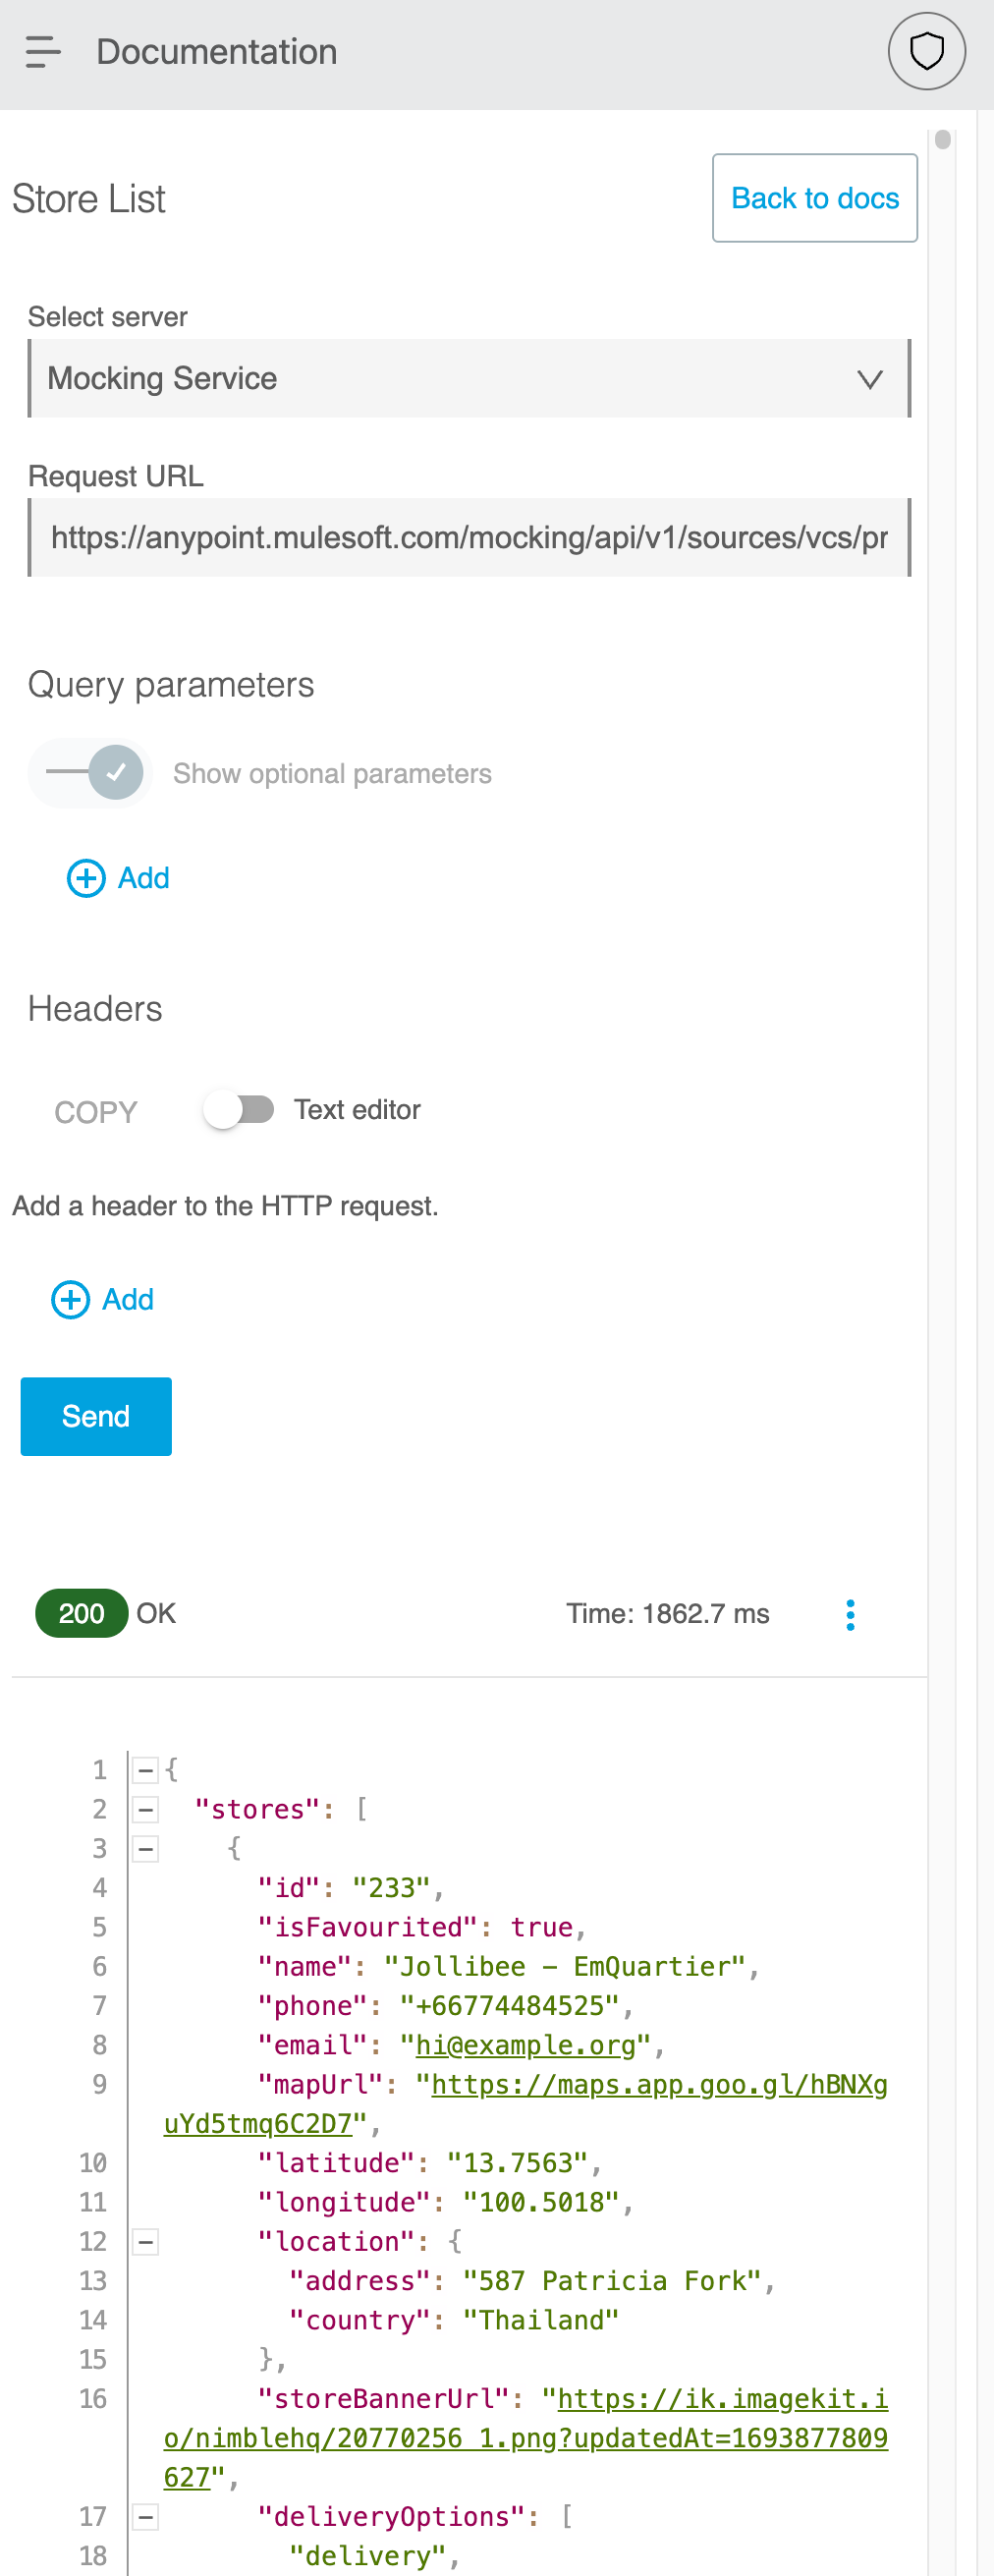 Documentation
Store List
Back to docs
Select server
Mocking Service
Request URL
https://anypoint.mulesoft.com/mocking/api/v1/sources/vcs/pr
Query parameters
Show optional parameters
Add
Headers
COPY
Text editor
Add a header to the HTTP request.
Add
Send
200 OK
Time: 1862.7 ms
1 {
2 "stores": [
3 {
4 "id": "233",
5 "isFavourited": true,
6 "name": "Jollibee – EmQuartier",
7 "phone": "+66774484525",
8 "email": "hi@example.org",
9 "mapUrl": "https://maps.app.goo.gl/hBNXg
uYd5tmq6C2D7",
10 "latitude": "13.7563",
11 "longitude": "100.5018",
12 "location": {
13 "address": "587 Patricia Fork",
14 "country": "Thailand"
15 },
16 "storeBannerUrl": "https://ik.imagekit.i
o/nimblehq/20770256_1.png?updatedAt=1693877809
627",
17 "deliveryOptions": [
18 "delivery",